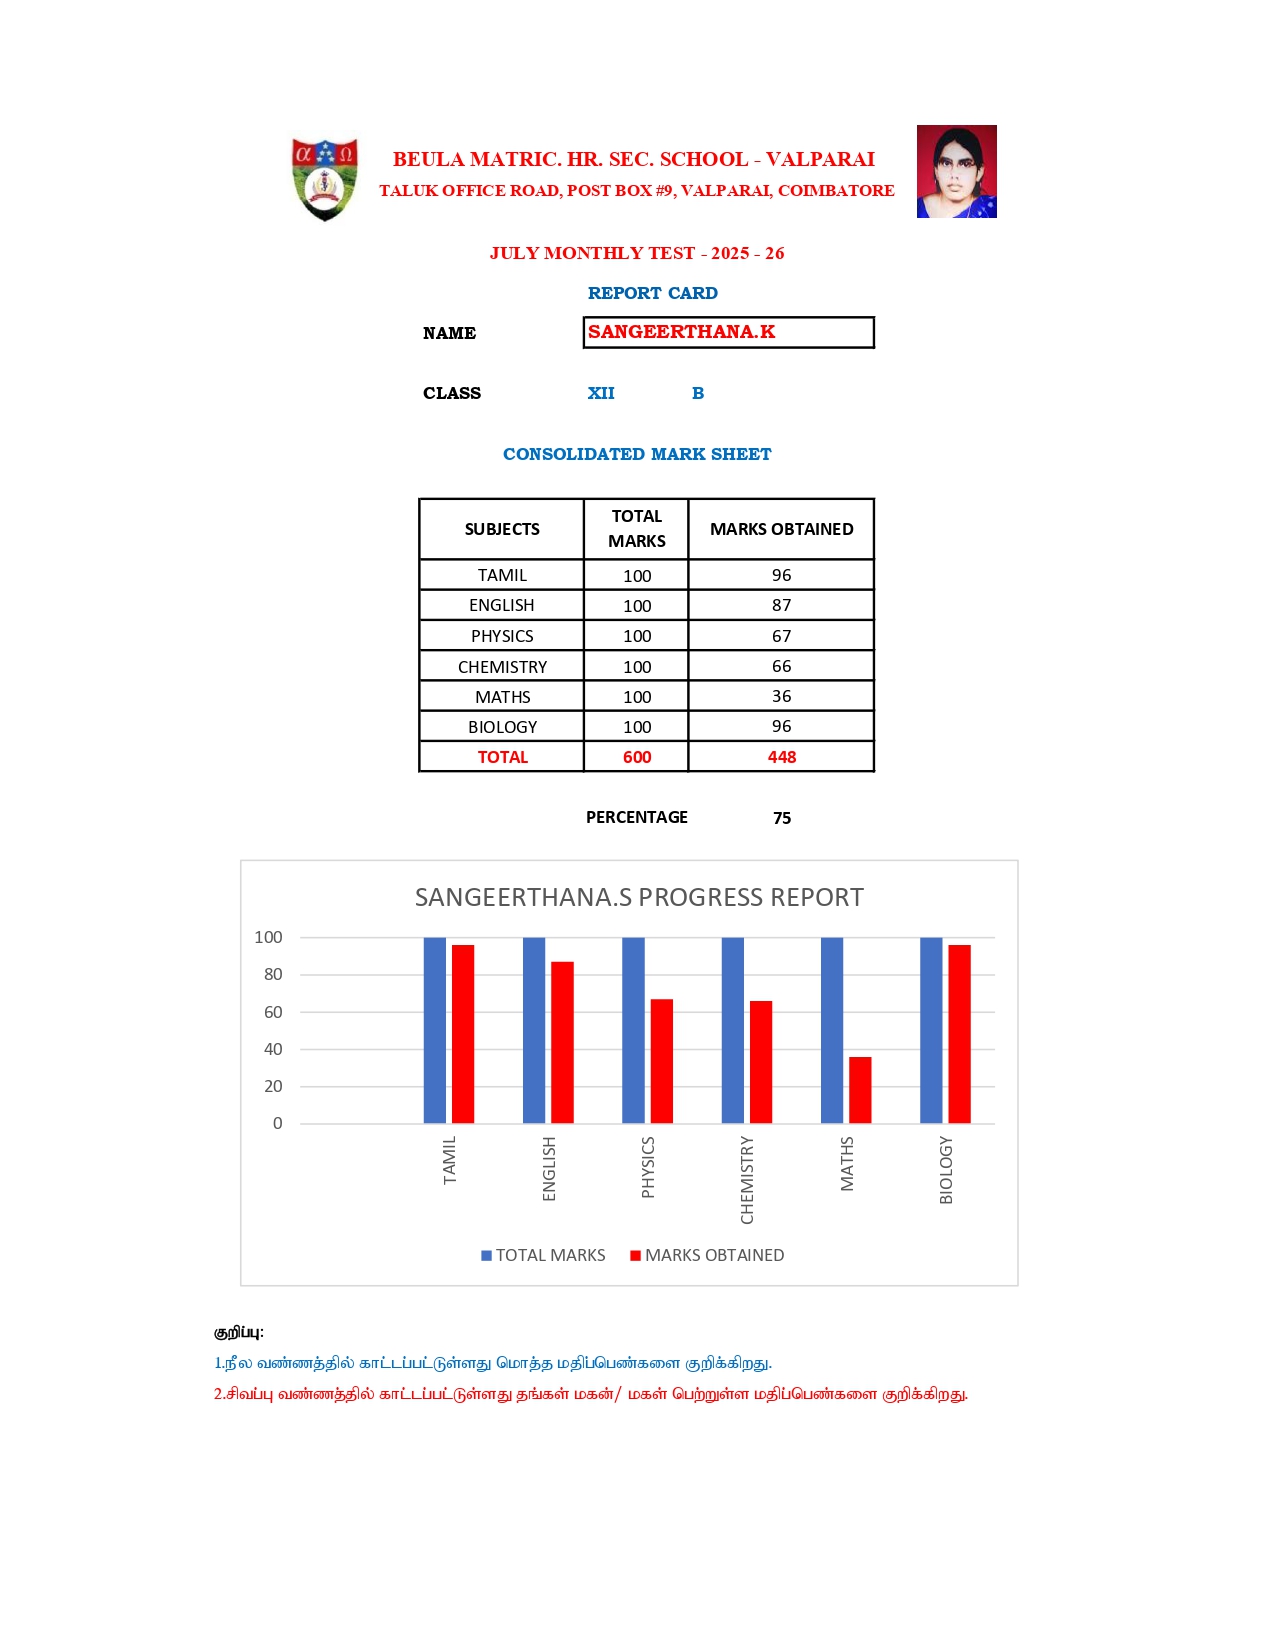 α Ω
BEULA MATRIC. HR. SEC. SCHOOL - VALPARAI
TALUK OFFICE ROAD, POST BOX #9, VALPARAI, COIMBATORE
JULY MONTHLY TEST - 2025 - 26
REPORT CARD
NAME SANGEERTHANA.K
CLASS XII B
CONSOLIDATED MARK SHEET
SUBJECTS TOTAL MARKS MARKS OBTAINED
TAMIL 100 96
ENGLISH 100 87
PHYSICS 100 67
CHEMISTRY 100 66
MATHS 100 36
BIOLOGY 100 96
TOTAL 600 448
PERCENTAGE 75
SANGEERTHANA.S PROGRESS REPORT
100
80
60
40
20
0
TAMIL ENGLISH PHYSICS CHEMISTRY MATHS BIOLOGY
TOTAL MARKS MARKS OBTAINED
குறிப்பு:
1.நீல வண்ணத்தில் காட்டப்பட்டுள்ளது மொத்த மதிப்பெண்களை குறிக்கிறது.
2.சிவப்பு வண்ணத்தில் காட்டப்பட்டுள்ளது தங்கள் மகன்/ மகள் பெற்றுள்ள மதிப்பெண்களை குறிக்கிறது.